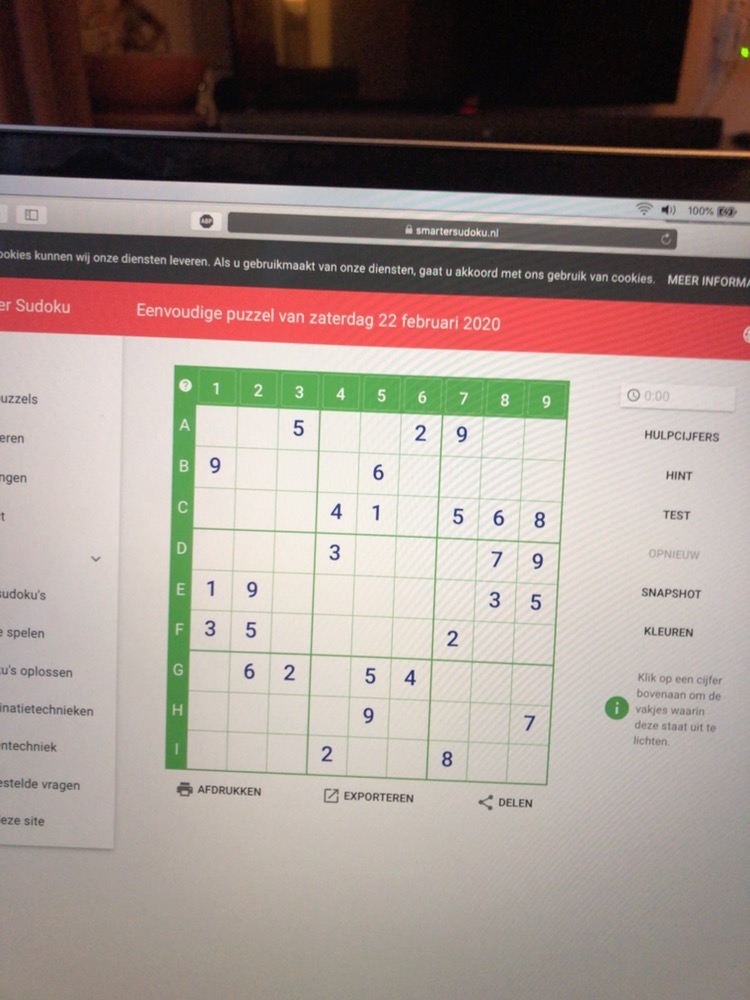 100%
ABP
smartersudoku.nl
ookies kunnen wij onze diensten leveren. Als u gebruikmaakt van onze diensten, gaat u akkoord met ons gebruik van cookies. MEER INFORMA
er Sudoku
Eenvoudige puzzel van zaterdag 22 februari 2020
? 1 2 3 4 5 6 7 8 9
A 5 2 9
B 9 6
C 4 1 5 6 8
D 3 7 9
E 1 9 3 5
F 3 5 2
G 6 2 5 4
H 9 7
I 2 8
AFDRUKKEN EXPORTEREN DELEN
uzzels
eren
ngen
t
sudoku's
e spelen
u's oplossen
inatietechnieken
ntechniek
estelde vragen
eze site
0:00
HULPCIJFERS
HINT
TEST
OPNIEUW
SNAPSHOT
KLEUREN
i
Klik op een cijfer
bovenaan om de
vakjes waarin
deze staat uit te
lichten.